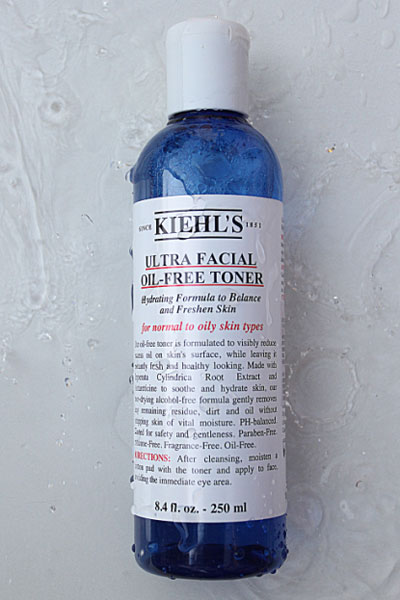 SINCE KIEHL'S 1851
ULTRA FACIAL
OIL-FREE TONER
Hydrating Formula to Balance
and Freshen Skin
for normal to oily skin types
oil-free toner is formulated to visibly reduce
oil on skin's surface, while leaving it
fresh and healthy looking. Made with
Cylindrica Root Extract and
to soothe and hydrate skin, our
alcohol-free formula gently removes
any remaining residue, dirt and oil without
stripping skin of vital moisture. PH-balanced.
for safety and gentleness. Paraben-Free.
Fragrance-Free. Oil-Free.
DIRECTIONS: After cleansing, moisten a
cotton pad with the toner and apply to face,
avoiding the immediate eye area.
8.4 fl. oz. - 250 ml